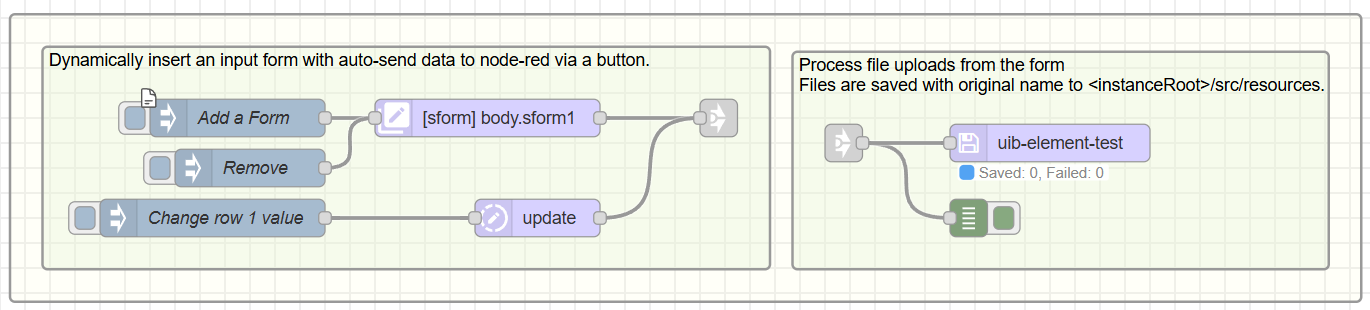 Dynamically insert an input form with auto-send data to node-red via a button.
Add a Form
[sform] body.sform1
Remove
Change row 1 value
update
Process file uploads from the form
Files are saved with original name to <instanceRoot>/src/resources.
uib-element-test
Saved: 0, Failed: 0